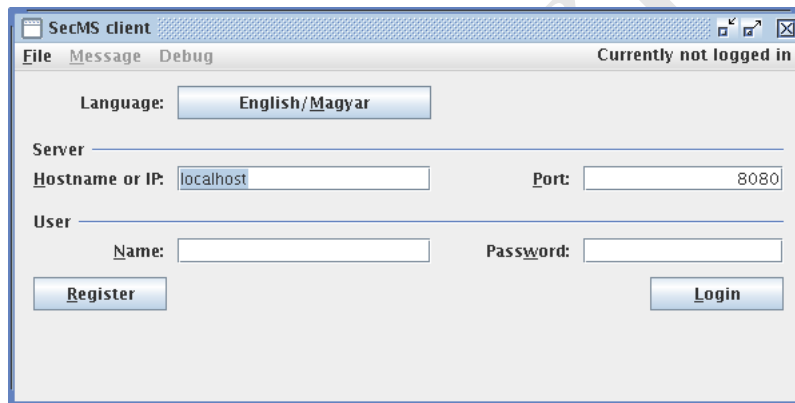 SecMS client
File Message Debug Currently not logged in
Language: English/Magyar
Server
Hostname or IP: localhost Port: 8080
User
Name: Password:
Register Login